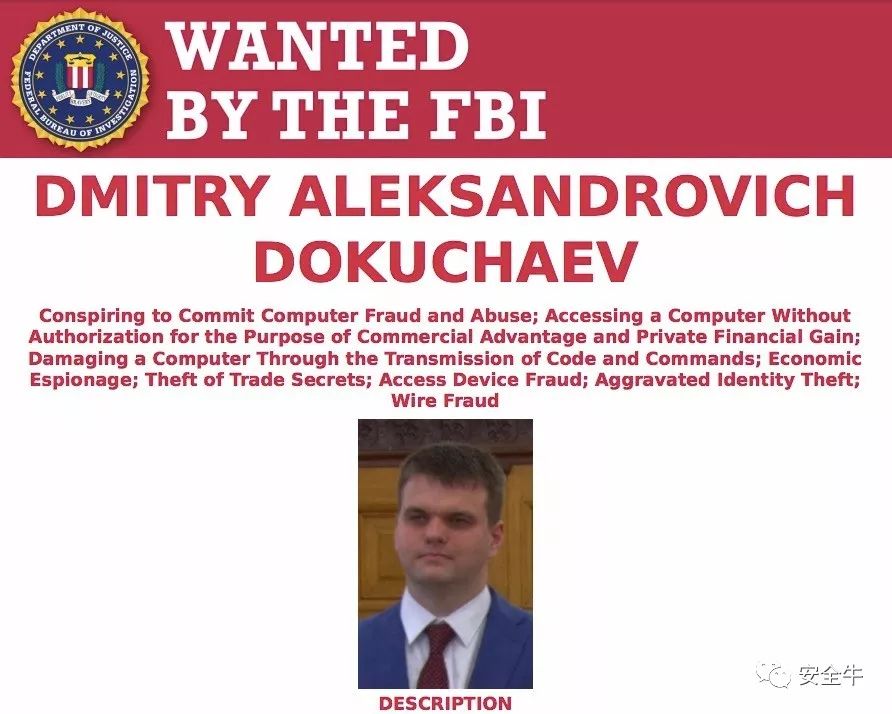 DEPARTMENT OF JUSTICE
FEDERAL BUREAU OF INVESTIGATION
WANTED
BY THE FBI
DMITRY ALEKSANDROVICH
DOKUCHAEV
Conspiring to Commit Computer Fraud and Abuse; Accessing a Computer Without
Authorization for the Purpose of Commercial Advantage and Private Financial Gain;
Damaging a Computer Through the Transmission of Code and Commands; Economic
Espionage; Theft of Trade Secrets; Access Device Fraud; Aggravated Identity Theft;
Wire Fraud
DESCRIPTION
安全牛